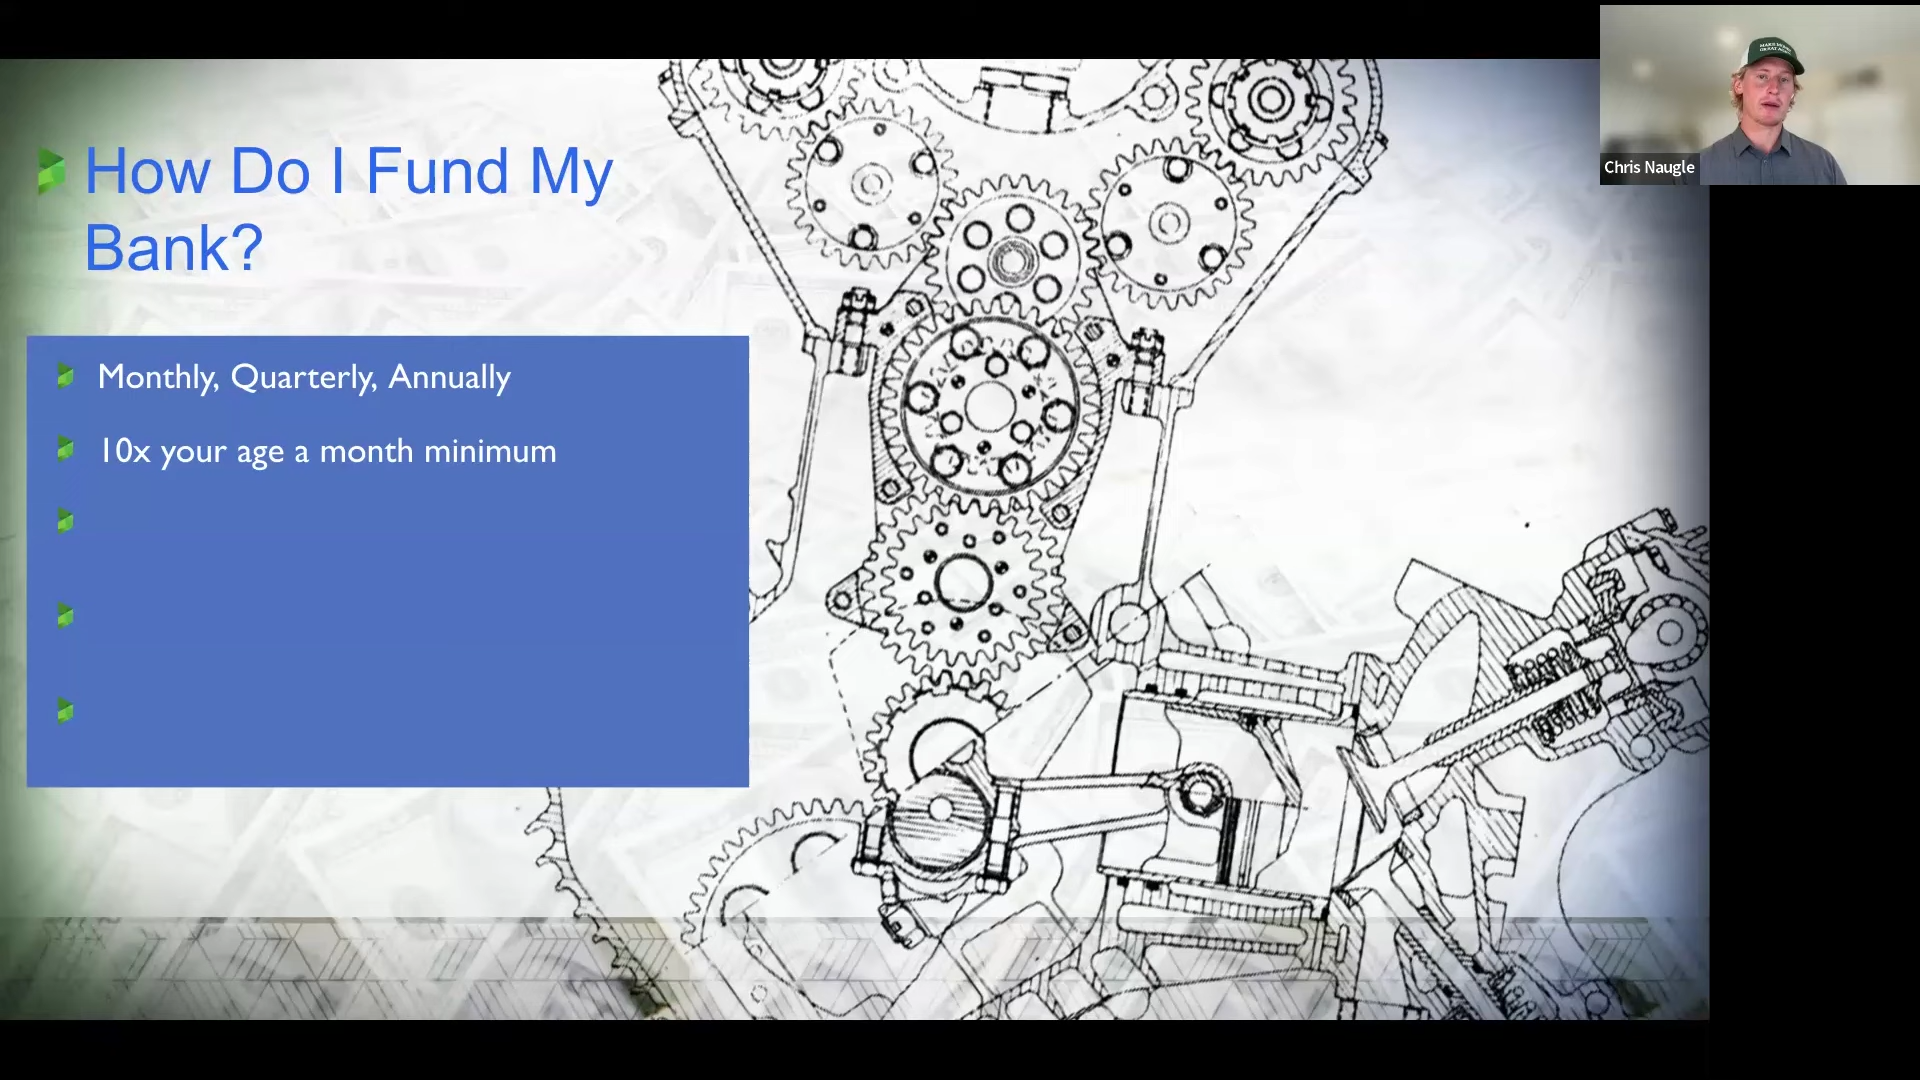 How Do I Fund My
Bank?
Monthly, Quarterly, Annually
10x your age a month minimum
Chris Naugle